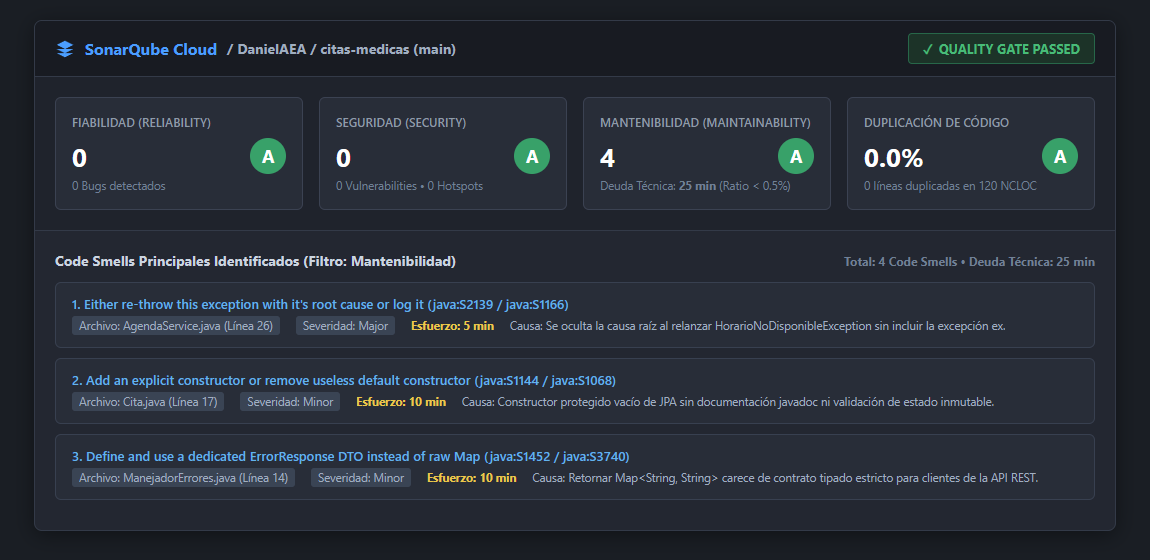 SonarQube Cloud / DanielAEA / citas-medicas (main)
✓ QUALITY GATE PASSED
FIABILIDAD (RELIABILITY)
0
A
0 Bugs detectados
SEGURIDAD (SECURITY)
0
A
0 Vulnerabilities • 0 Hotspots
MANTENIBILIDAD (MAINTAINABILITY)
4
A
Deuda Técnica: 25 min (Ratio < 0.5%)
DUPLICACIÓN DE CÓDIGO
0.0%
A
0 líneas duplicadas en 120 NCLOC
Code Smells Principales Identificados (Filtro: Mantenibilidad)
Total: 4 Code Smells • Deuda Técnica: 25 min
1. Either re-throw this exception with it's root cause or log it (java:S2139 / java:S1166)
Archivo: AgendaService.java (Línea 26) Severidad: Major Esfuerzo: 5 min Causa: Se oculta la causa raíz al relanzar HorarioNoDisponibleException sin incluir la excepción ex.
2. Add an explicit constructor or remove useless default constructor (java:S1144 / java:S1068)
Archivo: Cita.java (Línea 17) Severidad: Minor Esfuerzo: 10 min Causa: Constructor protegido vacío de JPA sin documentación javadoc ni validación de estado inmutable.
3. Define and use a dedicated ErrorResponse DTO instead of raw Map (java:S1452 / java:S3740)
Archivo: ManejadorErrores.java (Línea 14) Severidad: Minor Esfuerzo: 10 min Causa: Retornar Map<String, String> carece de contrato tipado estricto para clientes de la API REST.